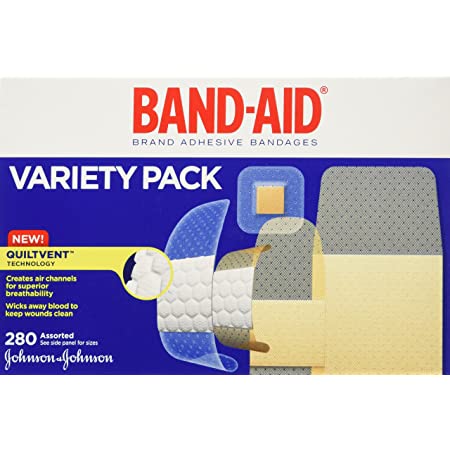 BAND-AID®
BRAND ADHESIVE BANDAGES
VARIETY PACK
NEW!
QUILTVENT™
TECHNOLOGY
Creates air channels
for superior
breathability
Wicks away blood to
keep wounds clean
280 Assorted
See side panel for sizes
Johnson & Johnson